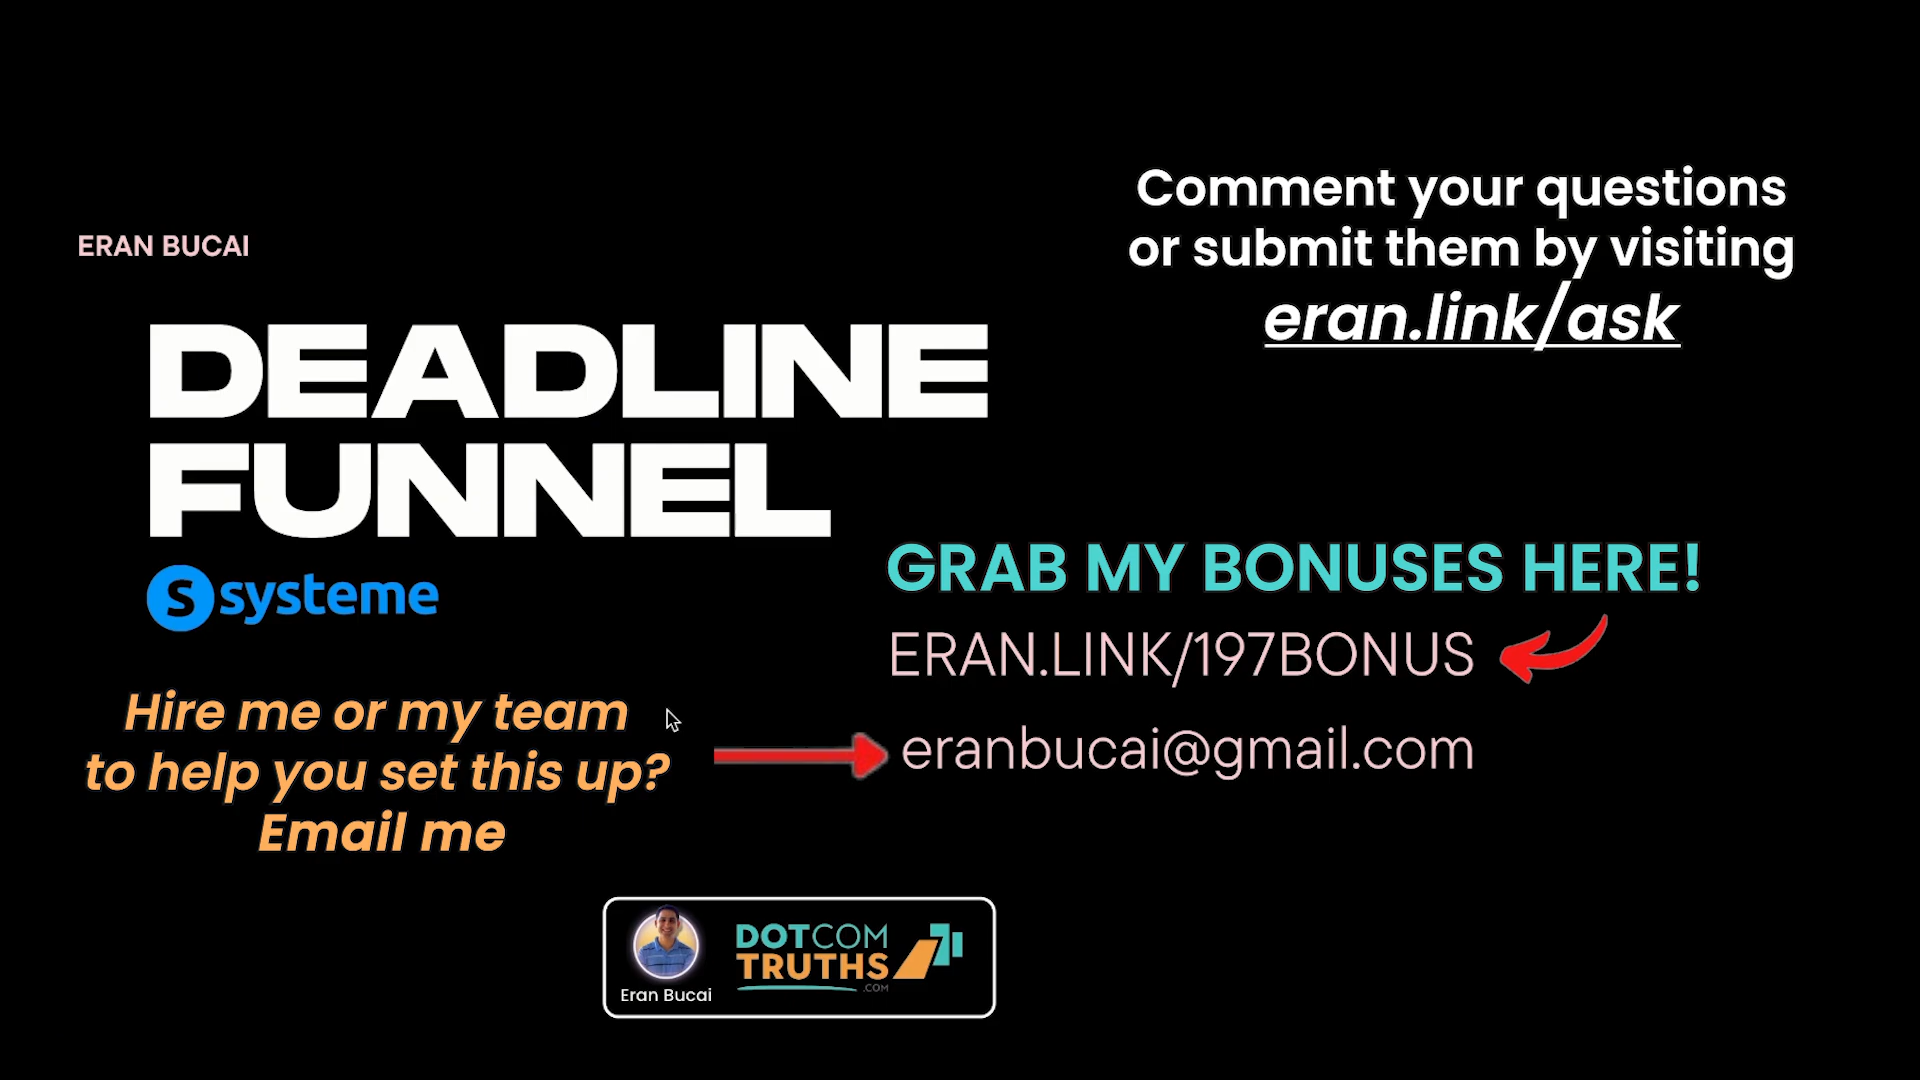 Comment your questions
or submit them by visiting
eran.link/ask
ERAN BUCAI
DEADLINE
FUNNEL
S systeme
GRAB MY BONUSES HERE!
ERAN.LINK/197BONUS
Hire me or my team
to help you set this up?
Email me
eranbucai@gmail.com
Eran Bucai
DOTCOM
TRUTHS
.COM